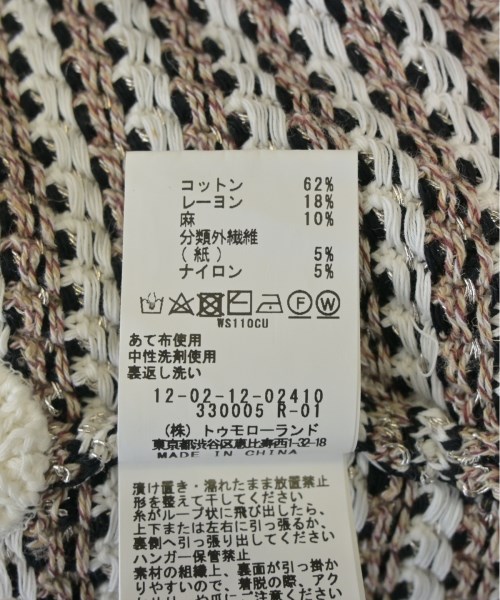 コットン 62%
レーヨン 18%
麻 10%
分類外繊維
(紙) 5%
ナイロン 5%
F W
WS110CU
あて布使用
中性洗剤使用
裏返し洗い
12-02-12-02410
330005 R-01
(株) トゥモローランド
東京都渋谷区恵比寿西1-32-18
MADE IN CHINA
漬け置き・濡れたまま放置禁止
形を整えて干してください
糸がループ状に飛び出したら、
上下または左右に引っ張るか、
裏側へ引っ張り出してください
ハンガー保管禁止
素材の組織上、裏面が引っ掛か
りやすいので、着脱の際、アク